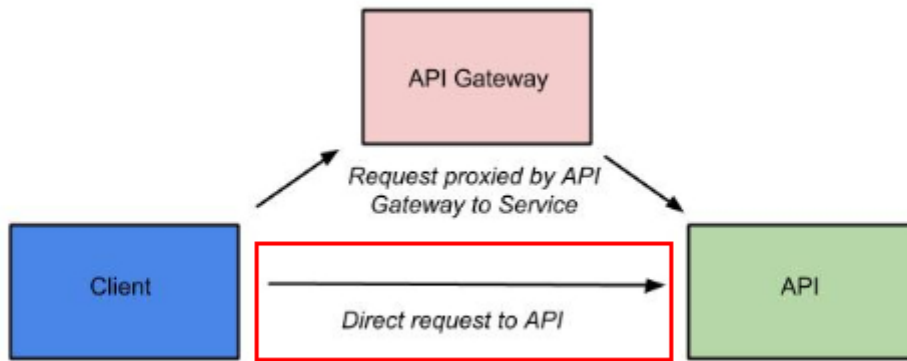 API Gateway
Request proxied by API
Gateway to Service
Client
Direct request to API
API